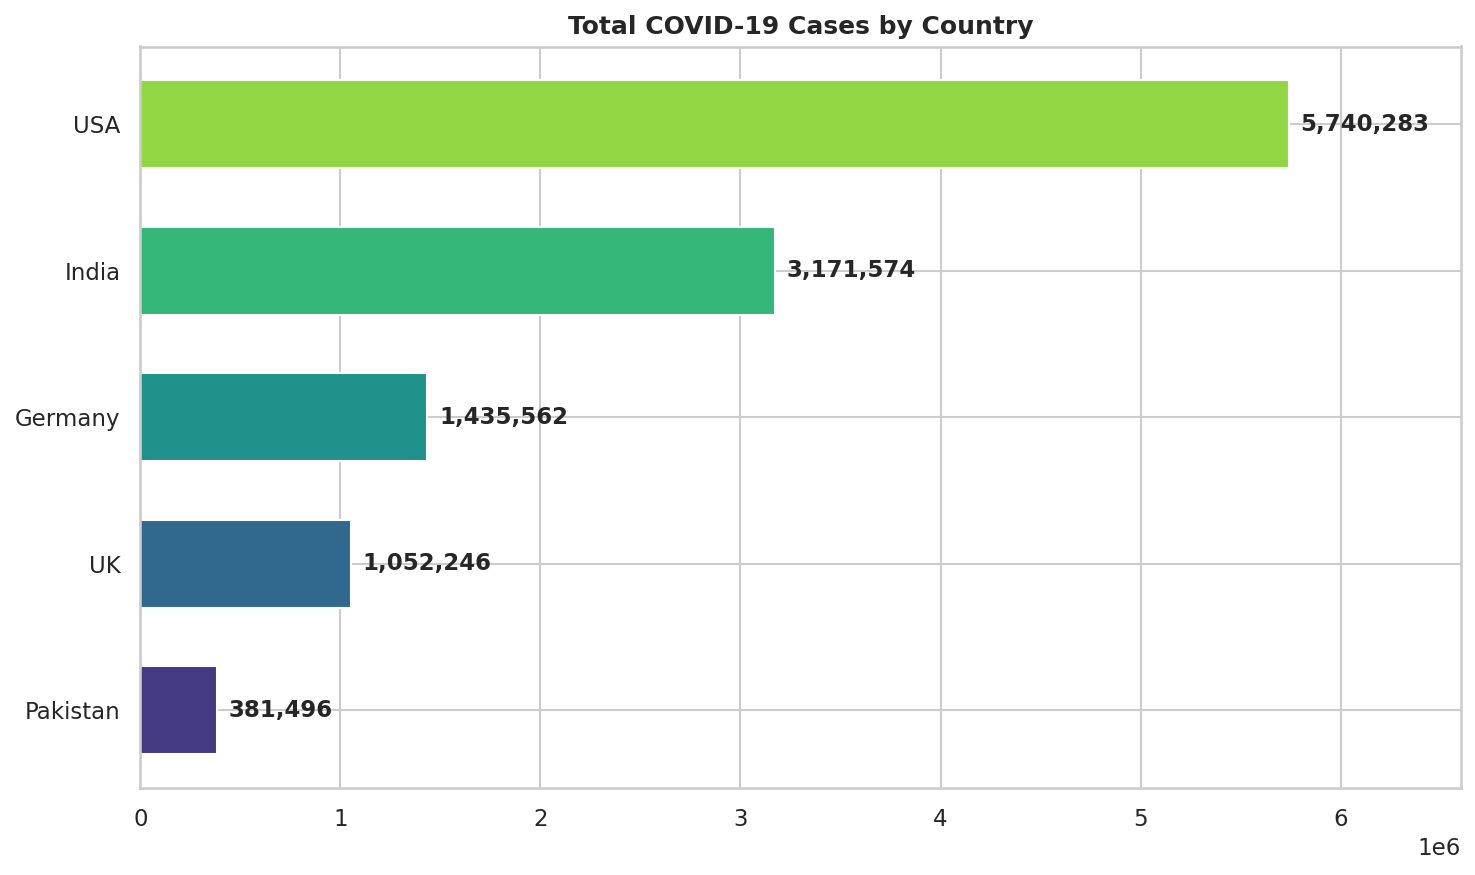 Total COVID-19 Cases by Country
USA 5,740,283
India 3,171,574
Germany 1,435,562
UK 1,052,246
Pakistan 381,496
0 1 2 3 4 5 6
1e6